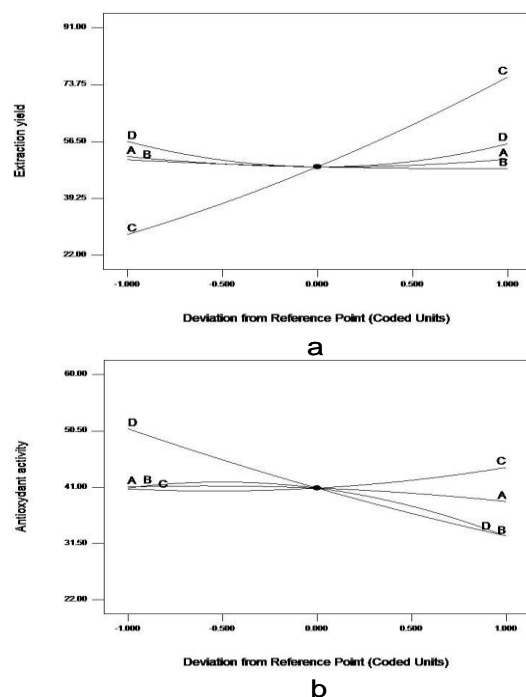 91.00
C
73.75
Extraction yield
56.50
D
D
A
B
A
B
39.25
C
22.00
-1.000
-0.500
0.000
0.500
1.000
Deviation from Reference Point (Coded Units)
a
60.00
50.50
D
Antioxydant activity
C
41.00
A B C
A
31.50
D B
22.00
-1.000
-0.500
0.000
0.500
1.000
Deviation from Reference Point (Coded Units)
b